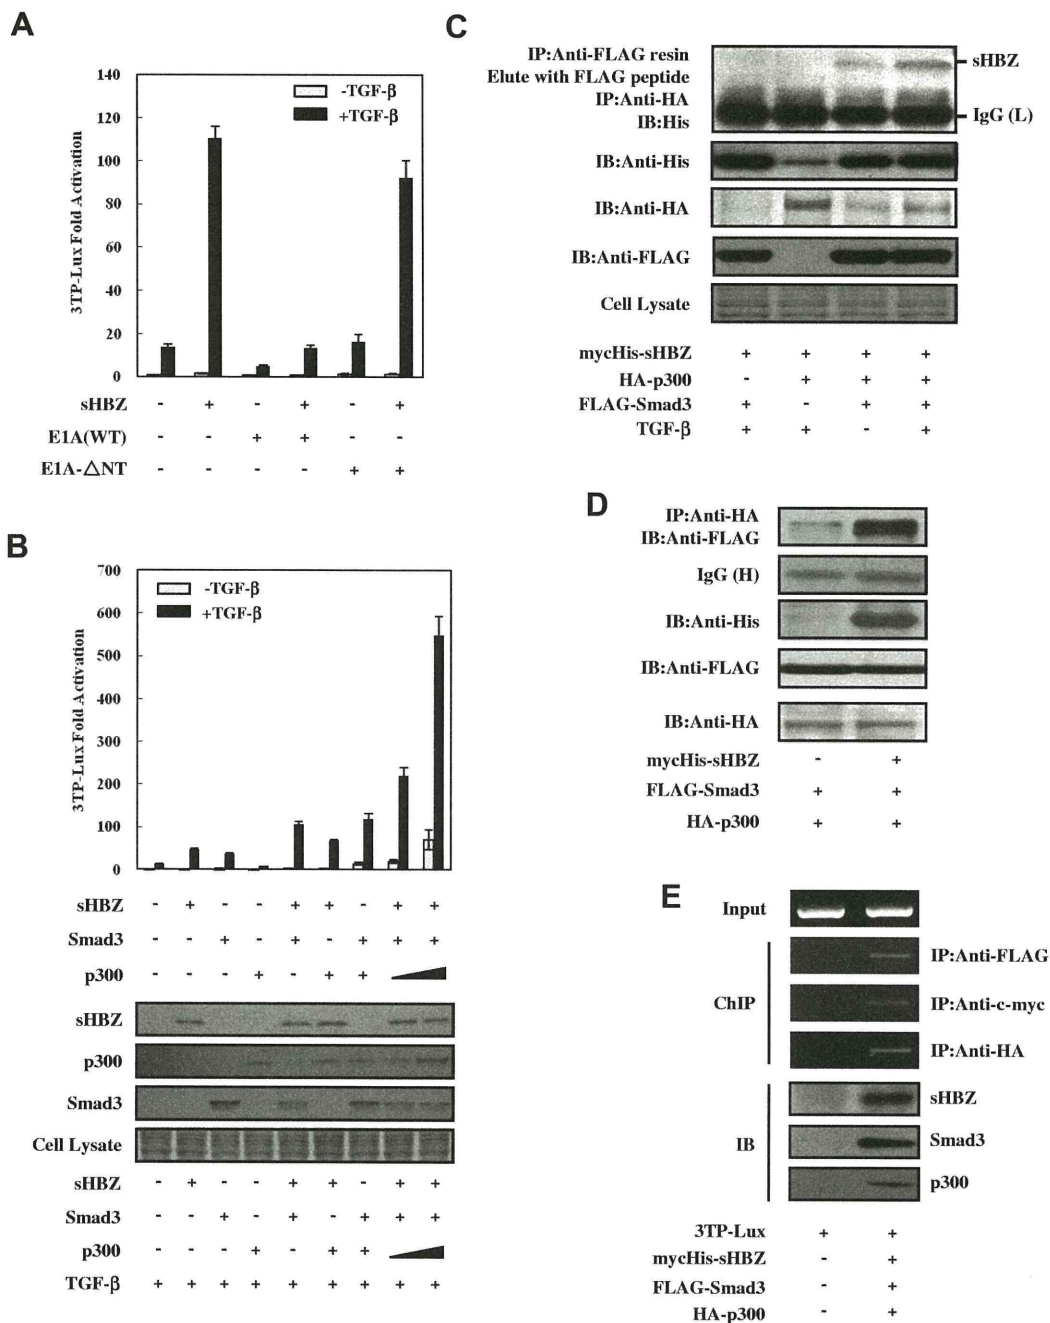 A
140
120
100
80
60
40
20
0
3TP-Lux Fold Activation
-TGF-β
+TGF-β
sHBZ - + - + - +
E1A(WT) - - + + - -
E1A-△NT - - - - + +
B
700
600
500
400
300
200
100
0
3TP-Lux Fold Activation
-TGF-β
+TGF-β
sHBZ - + - - + + - + +
Smad3 - - + - + - + + +
p300 - - - + - + +
sHBZ
p300
Smad3
Cell Lysate
sHBZ - + - - + + - + +
Smad3 - - + - + - + + +
p300 - - - + - + +
TGF-β + + + + + + + + +
C
IP:Anti-FLAG resin
Elute with FLAG peptide
IP:Anti-HA
IB:His
sHBZ
IgG (L)
IB:Anti-His
IB:Anti-HA
IB:Anti-FLAG
Cell Lysate
mycHis-sHBZ + + + +
HA-p300 - + + +
FLAG-Smad3 + - + +
TGF-β + + - +
D
IP:Anti-HA
IB:Anti-FLAG
IgG (H)
IB:Anti-His
IB:Anti-FLAG
IB:Anti-HA
mycHis-sHBZ - +
FLAG-Smad3 + +
HA-p300 + +
E
Input
ChIP
IP:Anti-FLAG
IP:Anti-c-myc
IP:Anti-HA
IB
sHBZ
Smad3
p300
3TP-Lux + +
mycHis-sHBZ - +
FLAG-Smad3 - +
HA-p300 - +